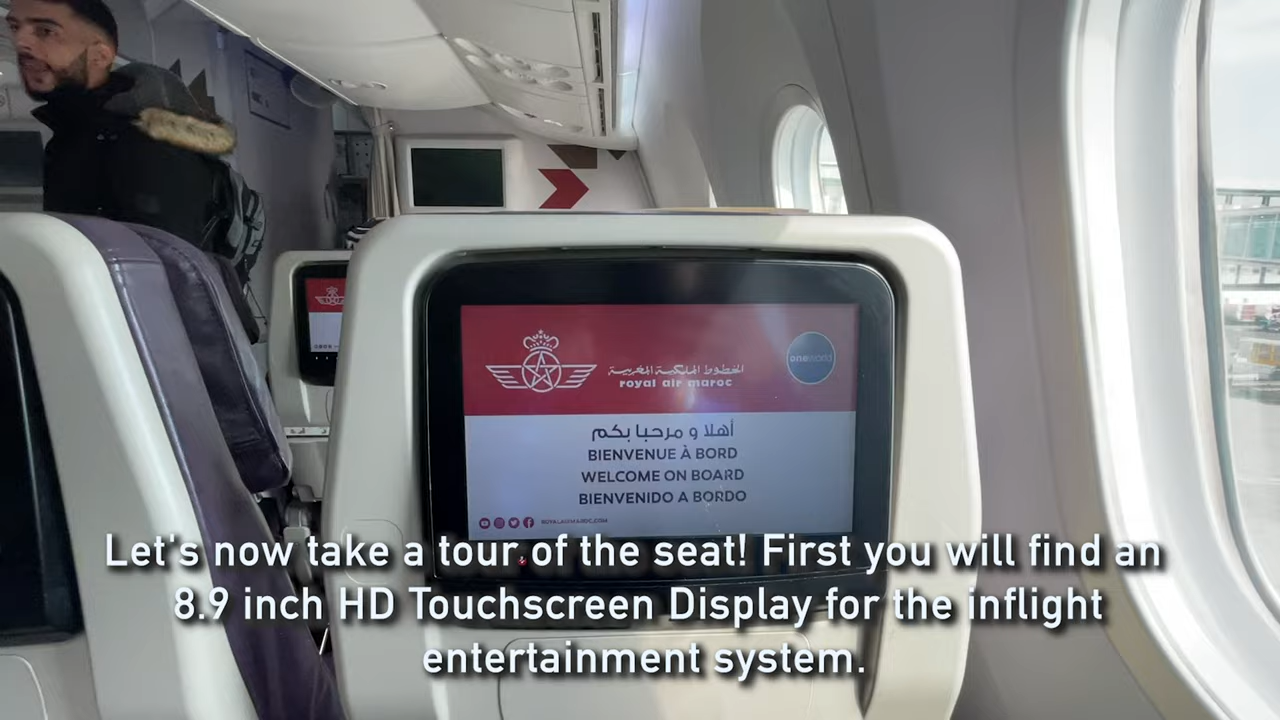 الخطوط الملكية المغربية
royal air maroc
oneworld
أهلا و مرحبا بكم
BIENVENUE À BORD
WELCOME ON BOARD
BIENVENIDO A BORDO
ROYALAIRMAROC.COM
Let's now take a tour of the seat! First you will find an
8.9 inch HD Touchscreen Display for the inflight
entertainment system.